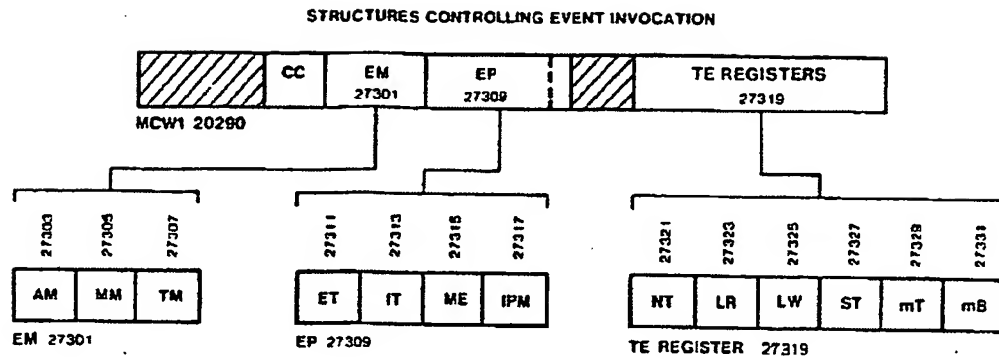 STRUCTURES CONTROLLING EVENT INVOCATION
CC EM EP TE REGISTERS
27301 27309 27319
MCW1 20290
27303 27305 27307 27311 27313 27315 27317 27321 27323 27325 27327 27329 27331
AM MM TM ET IT ME IPM NT LR LW ST mT mB
EM 27301 EP 27309 TE REGISTER 27319